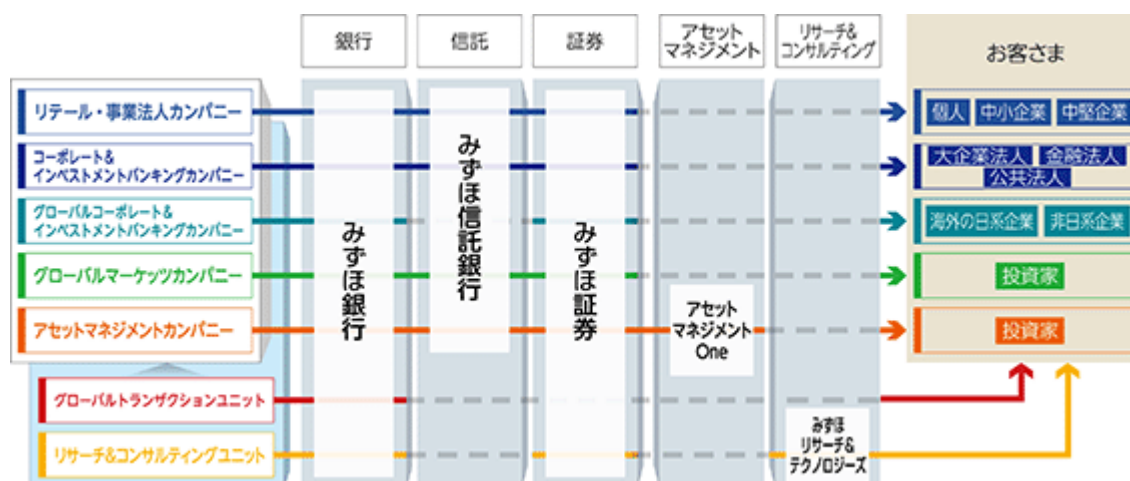 銀行
信託
証券
アセット
マネジメント
リサーチ&
コンサルティング
お客さま
リテール・事業法人カンパニー
コーポレート&
インベストメントバンキングカンパニー
グローバルコーポレート&
インベストメントバンキングカンパニー
グローバルマーケッツカンパニー
アセットマネジメントカンパニー
グローバルトランザクションユニット
リサーチ&コンサルティングユニット
みずほ銀行
みずほ信託銀行
みずほ証券
アセット
マネジメント
One
みずほ
リサーチ&
テクノロジーズ
個人 中小企業 中堅企業
大企業法人 金融法人
公共法人
海外の日系企業 非日系企業
投資家
投資家